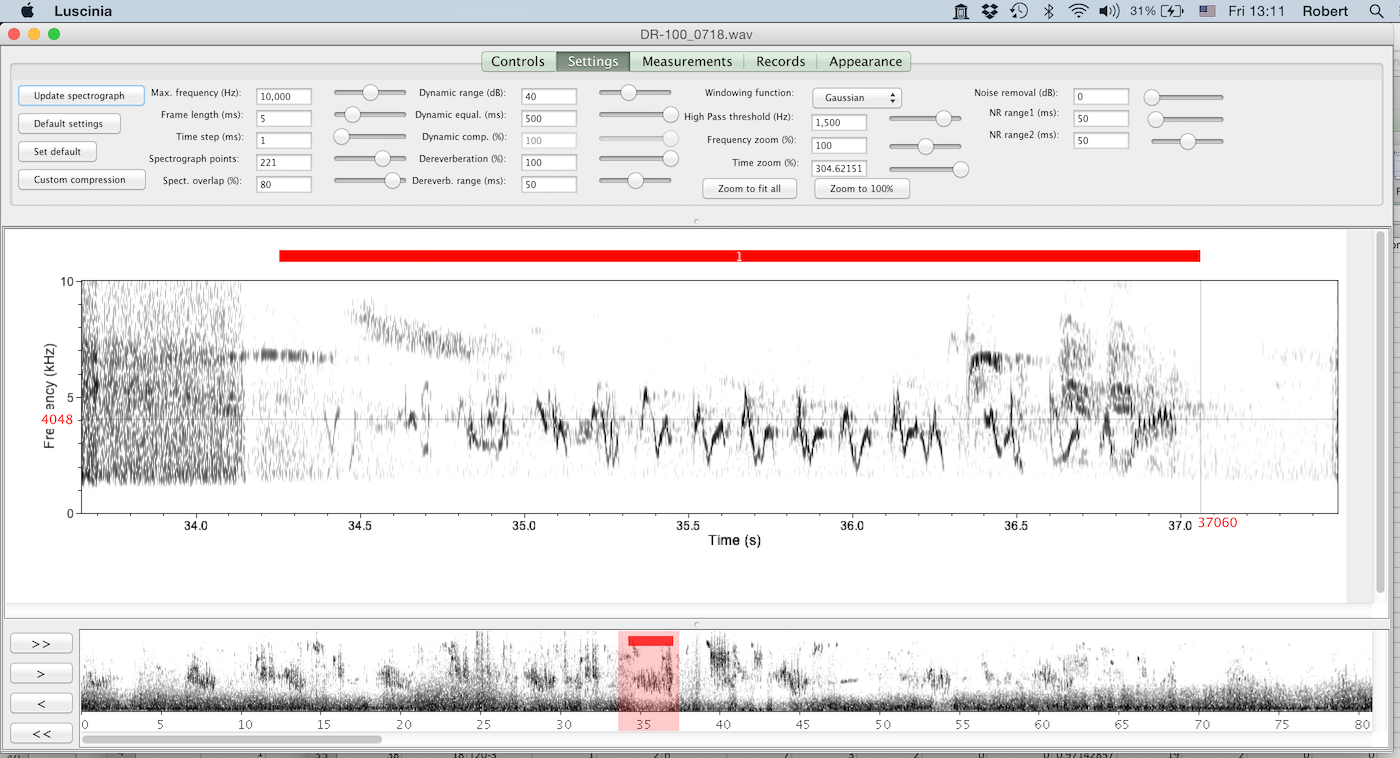 Luscinia 31% Fri 13:11 Robert
DR-100_0718.wav
Controls Settings Measurements Records Appearance
Update spectrograph Max. frequency (Hz): 10,000 Dynamic range (dB): 40 Windowing function: Gaussian Noise removal (dB): 0
Default settings Frame length (ms): 5 Dynamic equal. (ms): 500 High Pass threshold (Hz): 1,500 NR range1 (ms): 50
Set default Time step (ms): 1 Dynamic comp. (%): 100 Frequency zoom (%): 100 NR range2 (ms): 50
Spectrograph points: 221 Dereverberation (%): 100 Time zoom (%): 304.62151
Custom compression Spect. overlap (%): 80 Dereverb. range (ms): 50 Zoom to fit all Zoom to 100%
1
10
5
4048
0
Frequency (kHz)
34.0 34.5 35.0 35.5 36.0 36.5 37.0 37060
Time (s)
>>
>
<
<<
0 5 10 15 20 25 30 35 40 45 50 55 60 65 70 75 80